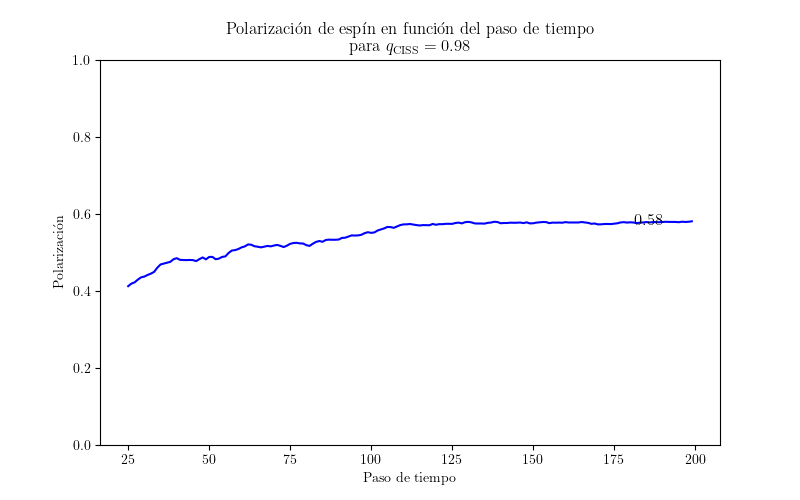 Polarización de espín en función del paso de tiempo
para q_CISS = 0.98
1.0
0.8
0.6
0.4
0.2
0.0
Polarización
0.58
25 50 75 100 125 150 175 200
Paso de tiempo